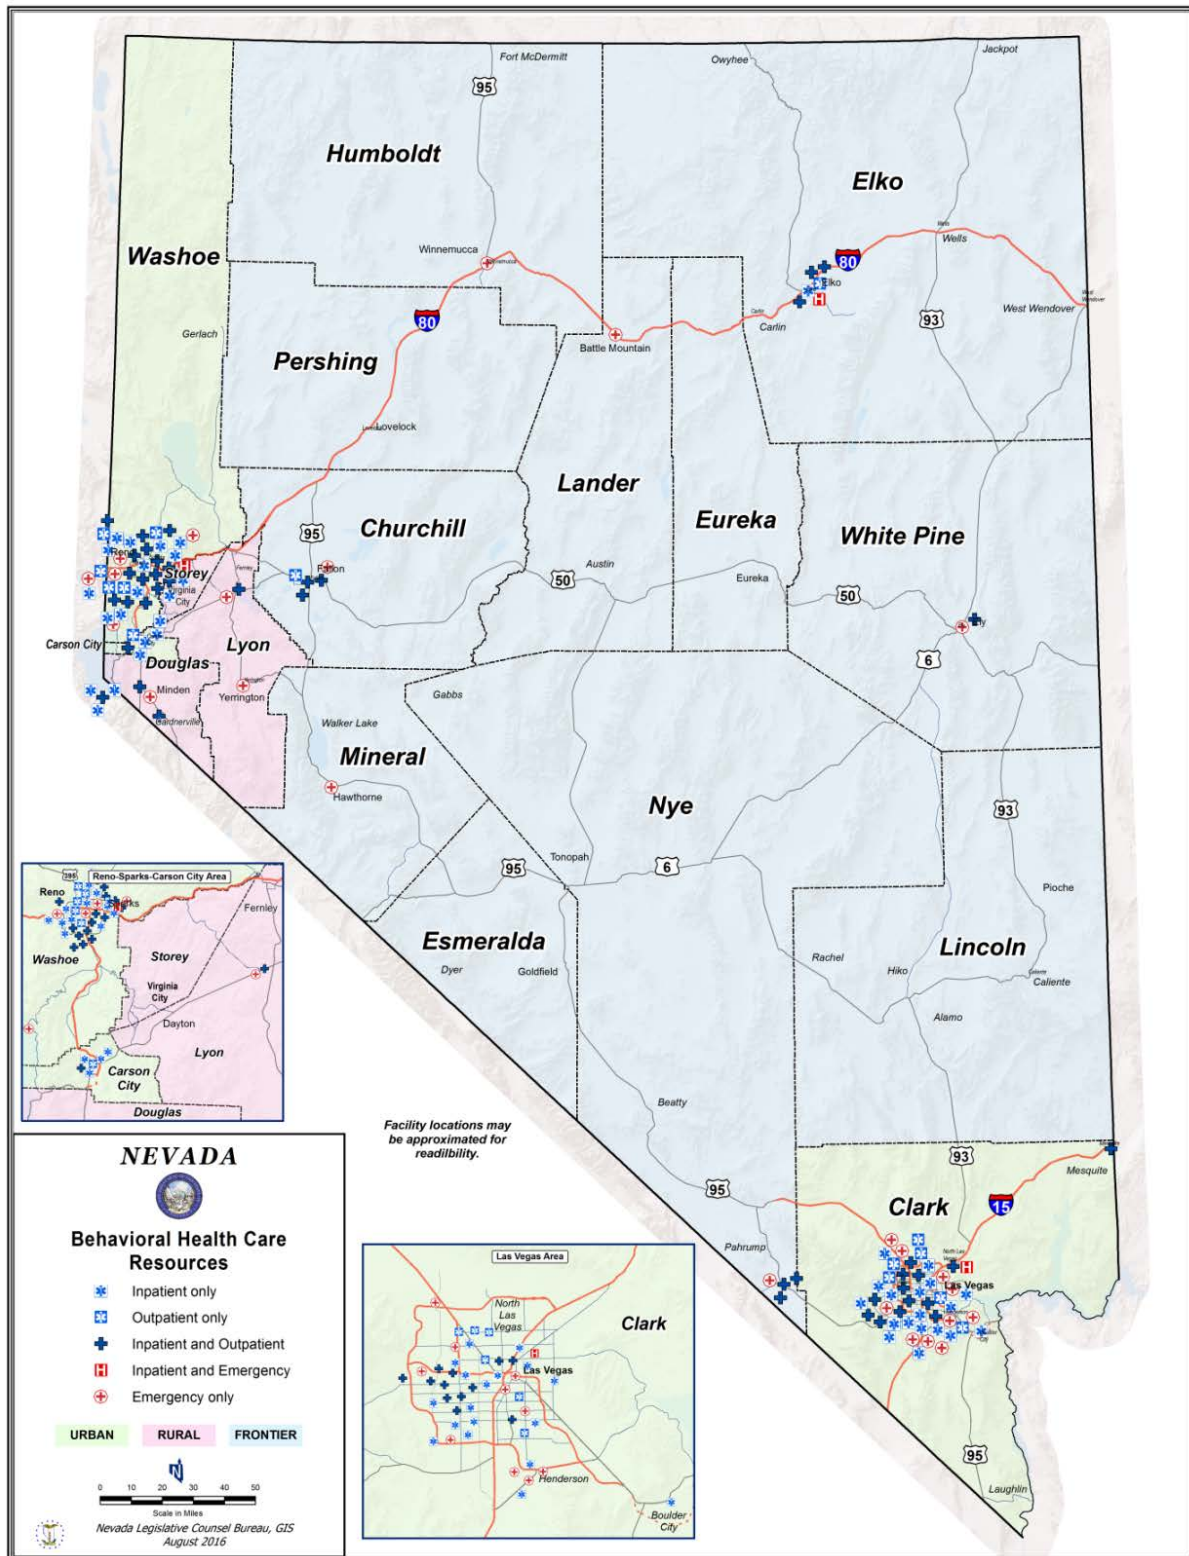 Fort McDermitt
Owyhee
Jackpot
95
Humboldt
Elko
Washoe
Winnemucca
Wells
80
Elko
Gerlach
80
93
West Wendover
Carlin
Battle Mountain
Pershing
Lovelock
Lander
Eureka
White Pine
Churchill
95
Reno
Storey
Virginia
City
Fernley
Austin
50
Eureka
50
6
Carson City
Lyon
Douglas
Minden
Yerrington
Gardnerville
Gabbs
Walker Lake
Mineral
Hawthorne
Nye
93
Tonopah
95
6
Pioche
Esmeralda
Lincoln
Dyer
Goldfield
Rachel
Hiko
Caliente
Alamo
Beatty
93
Mesquite
95
Clark
15
Pahrump
North Las
Vegas
Las Vegas
95
Laughlin
Reno-Sparks-Carson City Area
395
Reno
Fernley
Washoe
Storey
Virginia
City
Dayton
Lyon
Carson
City
Douglas
Facility locations may
be approximated for
readilbility.
NEVADA
Behavioral Health Care
Resources
Inpatient only
Outpatient only
Inpatient and Outpatient
H Inpatient and Emergency
Emergency only
URBAN RURAL FRONTIER
N
0 10 20 30 40 50
Scale in Miles
Nevada Legislative Counsel Bureau, GIS
August 2016
Las Vegas Area
North
Las
Vegas
Clark
Las Vegas
Henderson
Boulder
City